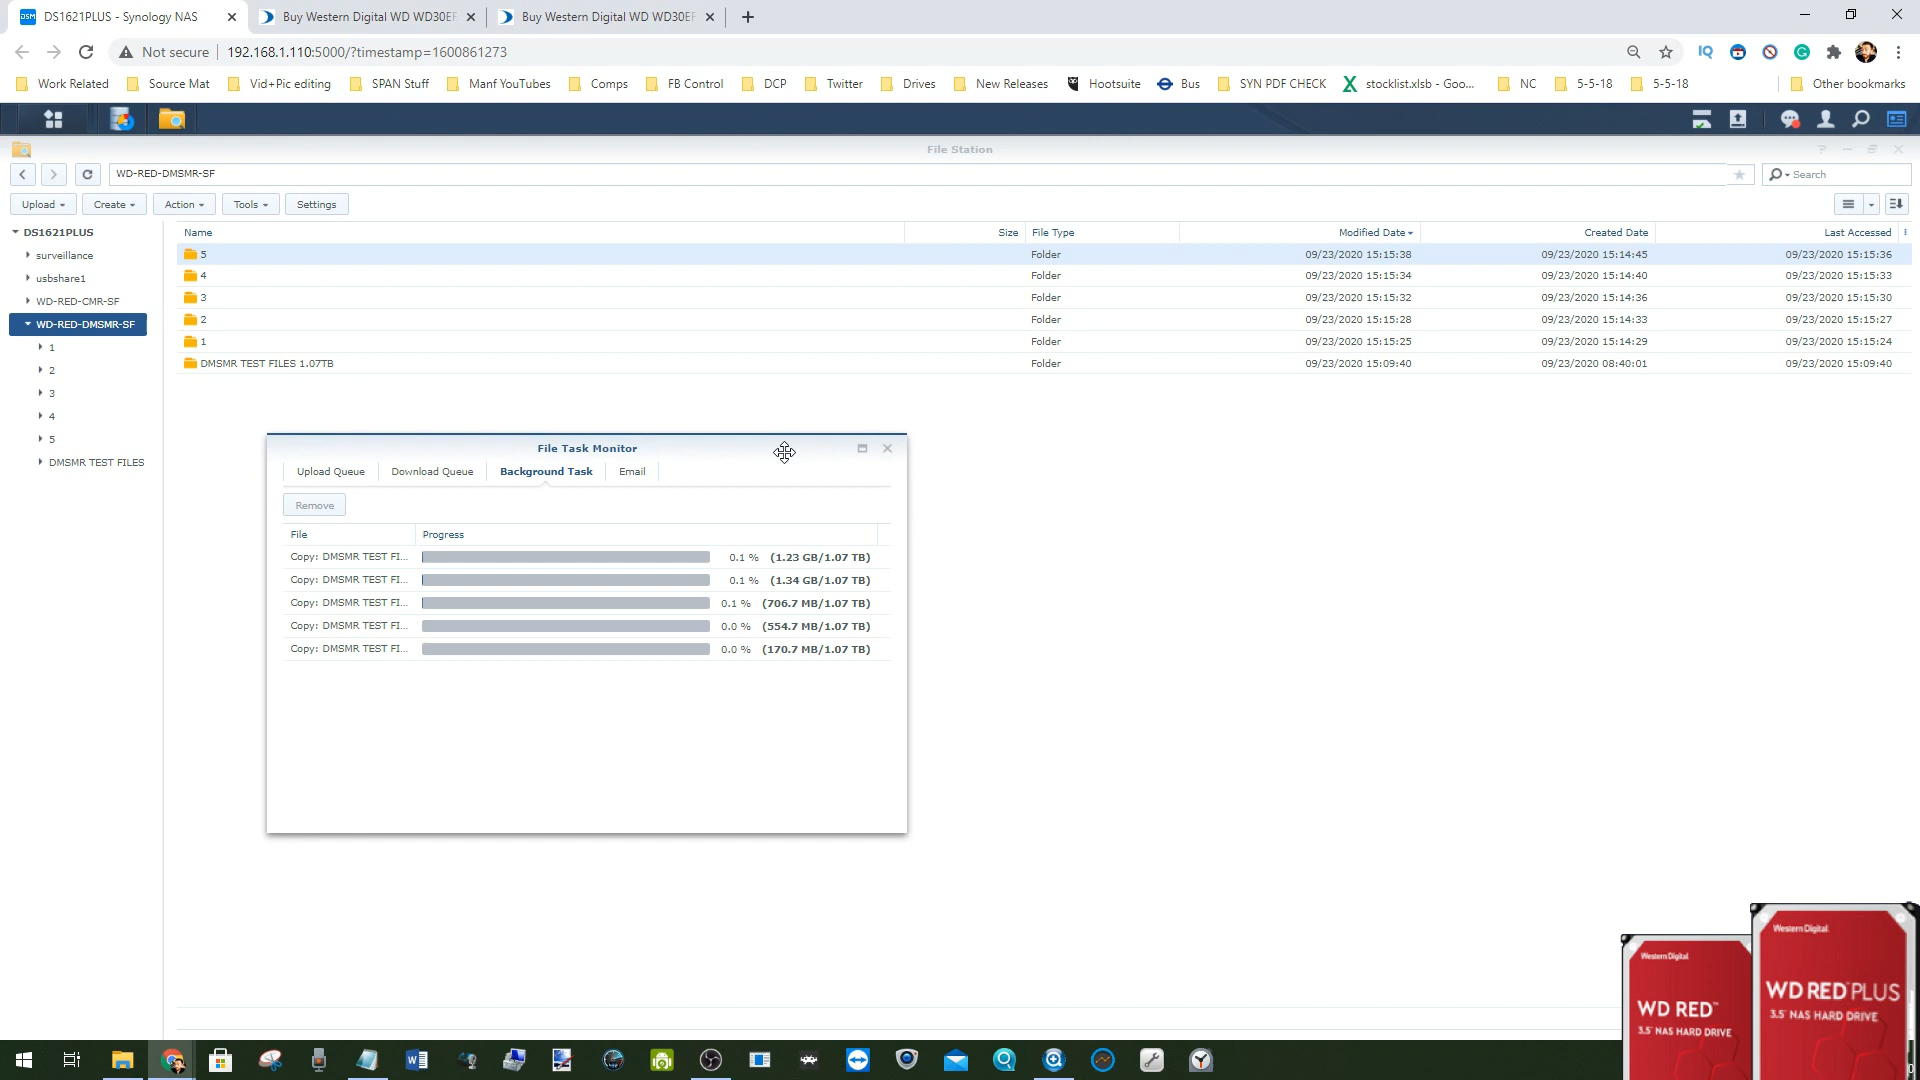 DS1621PLUS - Synology NAS
Buy Western Digital WD WD30EF
Buy Western Digital WD WD30EF
Not secure
192.168.1.110:5000/?timestamp=1600861273
Work Related
Source Mat
Vid+Pic editing
SPAN Stuff
Manf YouTubes
Comps
FB Control
DCP
Twitter
Drives
New Releases
Hootsuite
Bus
SYN PDF CHECK
stocklist.xlsb - Goo...
NC
5-5-18
5-5-18
Other bookmarks
File Station
WD-RED-DMSMR-SF
Search
Upload
Create
Action
Tools
Settings
DS1621PLUS
surveillance
usbshare1
WD-RED-CMR-SF
WD-RED-DMSMR-SF
1
2
3
4
5
DMSMR TEST FILES
Name Size File Type Modified Date Created Date Last Accessed
5 Folder 09/23/2020 15:15:38 09/23/2020 15:14:45 09/23/2020 15:15:36
4 Folder 09/23/2020 15:15:34 09/23/2020 15:14:40 09/23/2020 15:15:33
3 Folder 09/23/2020 15:15:32 09/23/2020 15:14:36 09/23/2020 15:15:30
2 Folder 09/23/2020 15:15:28 09/23/2020 15:14:33 09/23/2020 15:15:27
1 Folder 09/23/2020 15:15:25 09/23/2020 15:14:29 09/23/2020 15:15:24
DMSMR TEST FILES 1.07TB Folder 09/23/2020 15:09:40 09/23/2020 08:40:01 09/23/2020 15:09:40
File Task Monitor
Upload Queue
Download Queue
Background Task
Email
Remove
File Progress
Copy: DMSMR TEST FI... 0.1 % (1.23 GB/1.07 TB)
Copy: DMSMR TEST FI... 0.1 % (1.34 GB/1.07 TB)
Copy: DMSMR TEST FI... 0.1 % (706.7 MB/1.07 TB)
Copy: DMSMR TEST FI... 0.0 % (554.7 MB/1.07 TB)
Copy: DMSMR TEST FI... 0.0 % (170.7 MB/1.07 TB)
Western Digital
WD RED™
3.5" NAS HARD DRIVE
Western Digital
WD RED PLUS
3.5" NAS HARD DRIVE